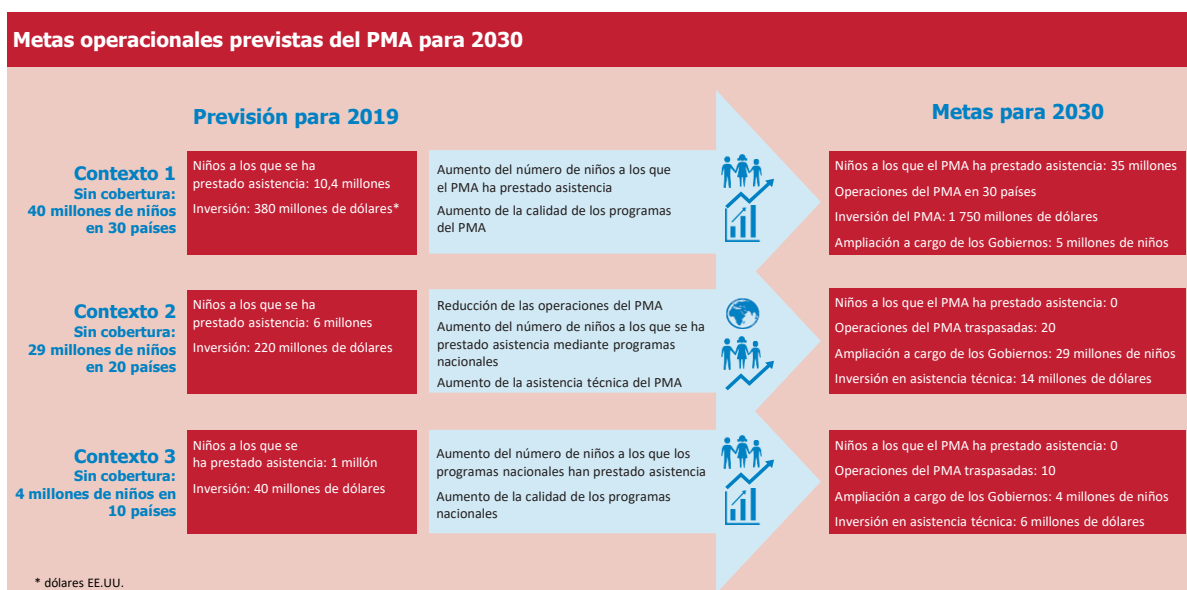 Metas operacionales previstas del PMA para 2030
Previsión para 2019
Metas para 2030
Contexto 1
Sin cobertura:
40 millones de niños
en 30 países
Niños a los que se ha
prestado asistencia: 10,4 millones
Inversión: 380 millones de dólares*
Aumento del número de niños a los que
el PMA ha prestado asistencia
Aumento de la calidad de los programas
del PMA
Niños a los que el PMA ha prestado asistencia: 35 millones
Operaciones del PMA en 30 países
Inversión del PMA: 1 750 millones de dólares
Ampliación a cargo de los Gobiernos: 5 millones de niños
Contexto 2
Sin cobertura:
29 millones de niños
en 20 países
Niños a los que se ha
prestado asistencia: 6 millones
Inversión: 220 millones de dólares
Reducción de las operaciones del PMA
Aumento del número de niños a los que se ha
prestado asistencia mediante programas
nacionales
Aumento de la asistencia técnica del PMA
Niños a los que el PMA ha prestado asistencia: 0
Operaciones del PMA traspasadas: 20
Ampliación a cargo de los Gobiernos: 29 millones de niños
Inversión en asistencia técnica: 14 millones de dólares
Contexto 3
Sin cobertura:
4 millones de niños en
10 países
Niños a los que se
ha prestado asistencia: 1 millón
Inversión: 40 millones de dólares
Aumento del número de niños a los que los
programas nacionales han prestado asistencia
Aumento de la calidad de los programas
nacionales
Niños a los que el PMA ha prestado asistencia: 0
Operaciones del PMA traspasadas: 10
Ampliación a cargo de los Gobiernos: 4 millones de niños
Inversión en asistencia técnica: 6 millones de dólares
* dólares EE.UU.